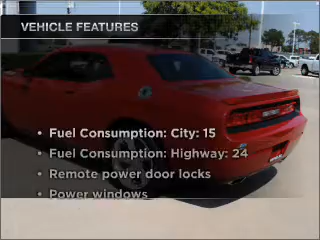 VEHICLE FEATURES
• Fuel Consumption: City: 15
• Fuel Consumption: Highway: 24
• Remote power door locks
• Power windows